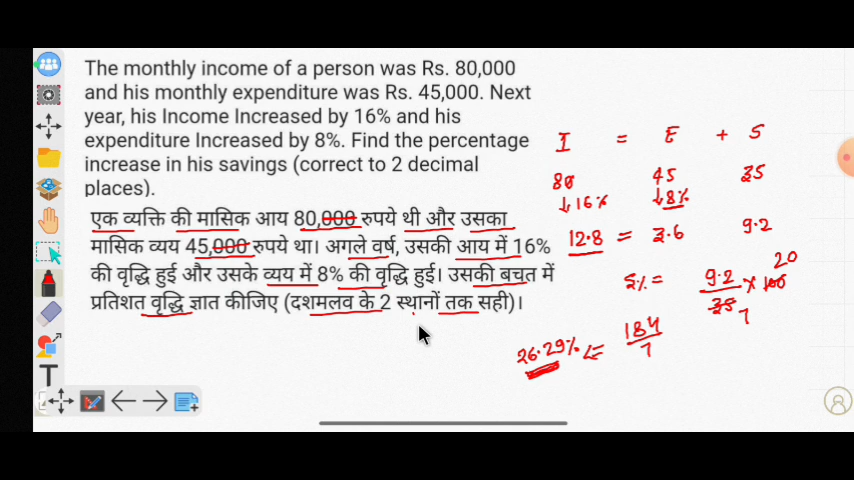 The monthly income of a person was Rs. 80,000
and his monthly expenditure was Rs. 45,000. Next
year, his Income Increased by 16% and his
expenditure Increased by 8%. Find the percentage
increase in his savings (correct to 2 decimal
places).
एक व्यक्ति की मासिक आय 80,000 रुपये थी और उसका
मासिक व्यय 45,000 रुपये था। अगले वर्ष, उसकी आय में 16%
की वृद्धि हुई और उसके व्यय में 8% की वृद्धि हुई। उसकी बचत में
प्रतिशत वृद्धि ज्ञात कीजिए (दशमलव के 2 स्थानों तक सही)।
I = E + S
80 45 35
↓16% ↓8%
12.8 = 3.6 9.2
S% = 9.2/35 × 100 20
7
26.29% <= 184/7
T